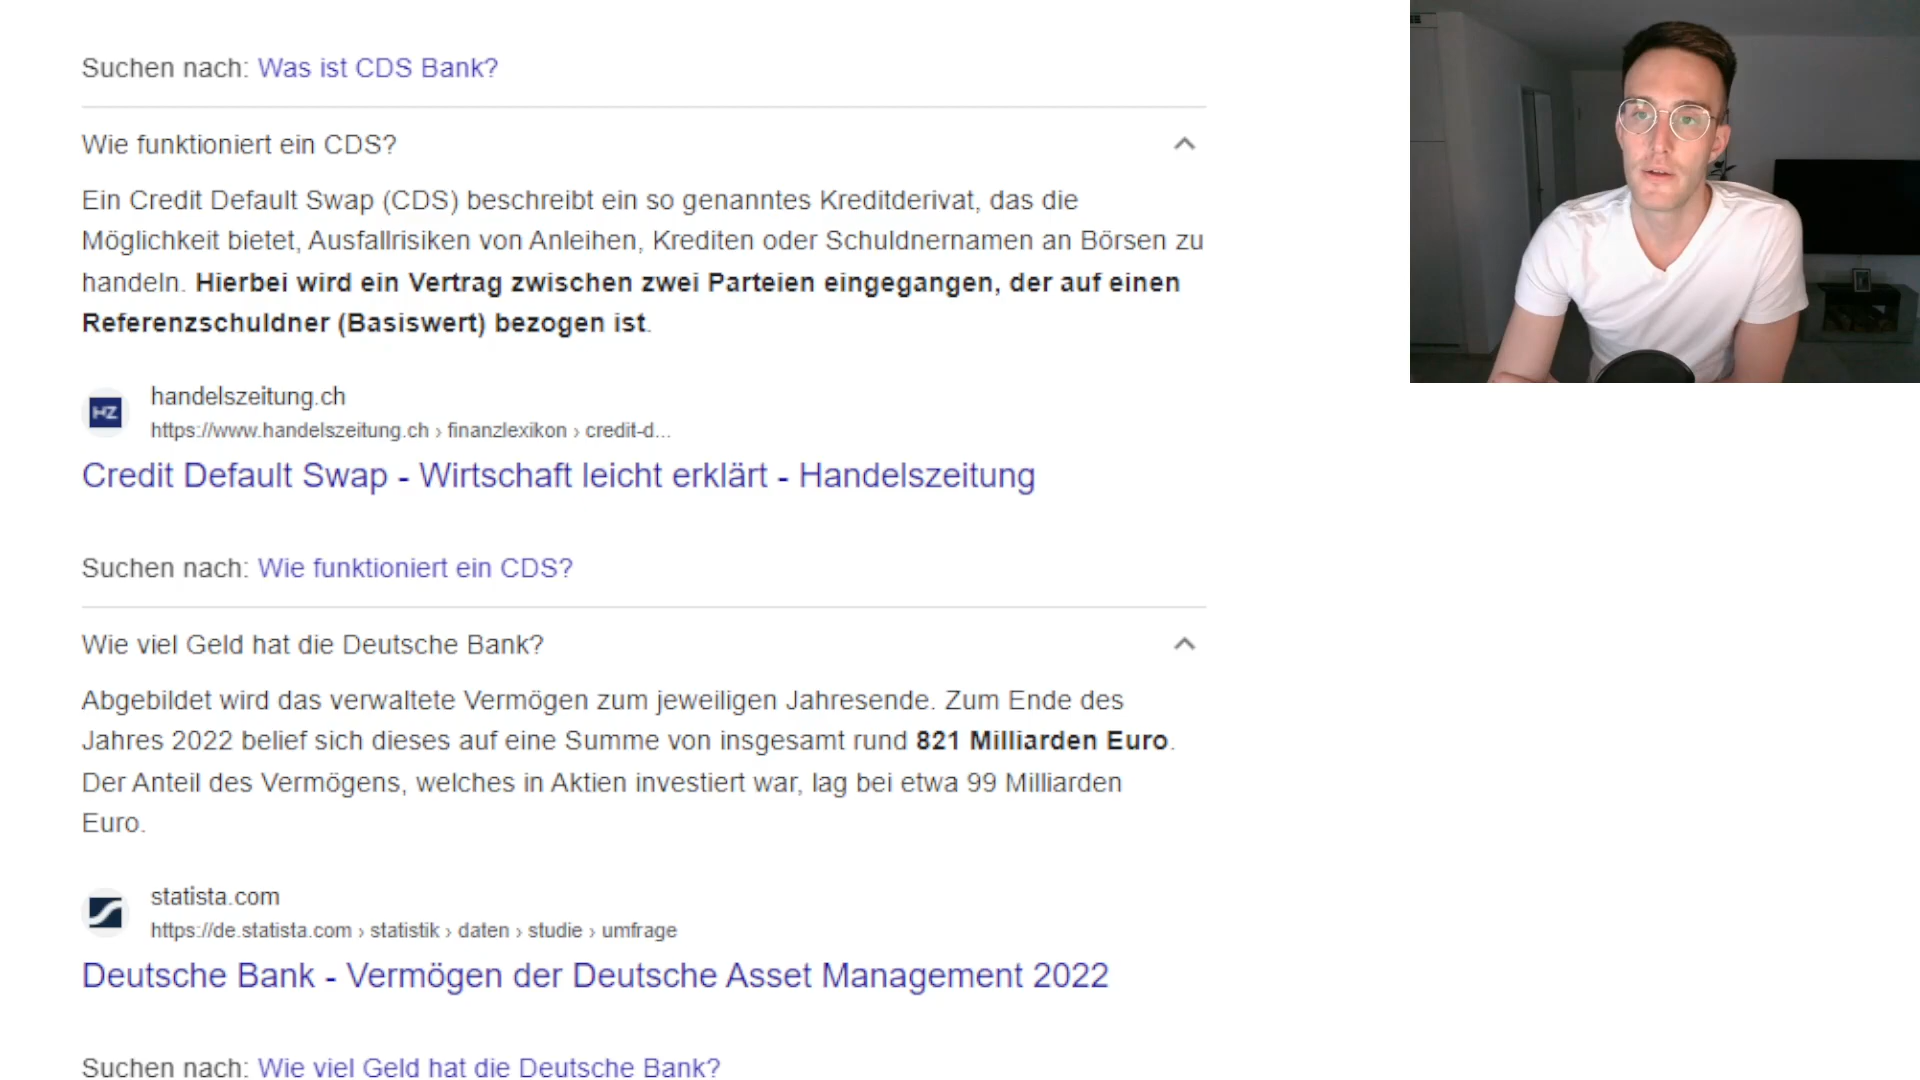 Suchen nach: Was ist CDS Bank?
Wie funktioniert ein CDS?
Ein Credit Default Swap (CDS) beschreibt ein so genanntes Kreditderivat, das die
Möglichkeit bietet, Ausfallrisiken von Anleihen, Krediten oder Schuldnernamen an Börsen zu
handeln. Hierbei wird ein Vertrag zwischen zwei Parteien eingegangen, der auf einen
Referenzschuldner (Basiswert) bezogen ist.
HZ
handelszeitung.ch
https://www.handelszeitung.ch › finanzlexikon › credit-d...
Credit Default Swap - Wirtschaft leicht erklärt - Handelszeitung
Suchen nach: Wie funktioniert ein CDS?
Wie viel Geld hat die Deutsche Bank?
Abgebildet wird das verwaltete Vermögen zum jeweiligen Jahresende. Zum Ende des
Jahres 2022 belief sich dieses auf eine Summe von insgesamt rund 821 Milliarden Euro.
Der Anteil des Vermögens, welches in Aktien investiert war, lag bei etwa 99 Milliarden
Euro.
statista.com
https://de.statista.com › statistik › daten › studie › umfrage
Deutsche Bank - Vermögen der Deutsche Asset Management 2022
Suchen nach: Wie viel Geld hat die Deutsche Bank?